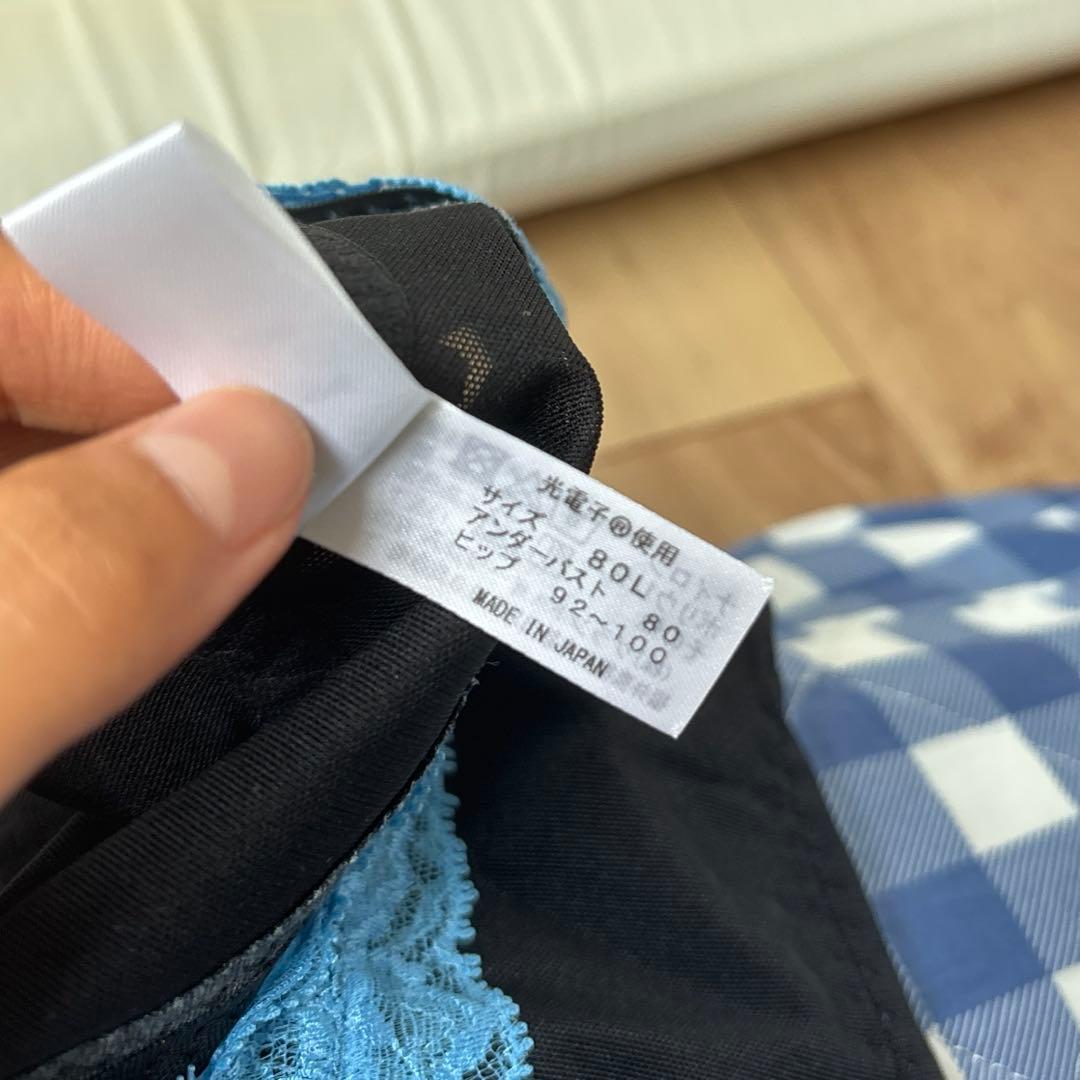 光電子®使用
サイズ 80L
アンダーバスト 80
ヒップ 92～100
MADE IN JAPAN